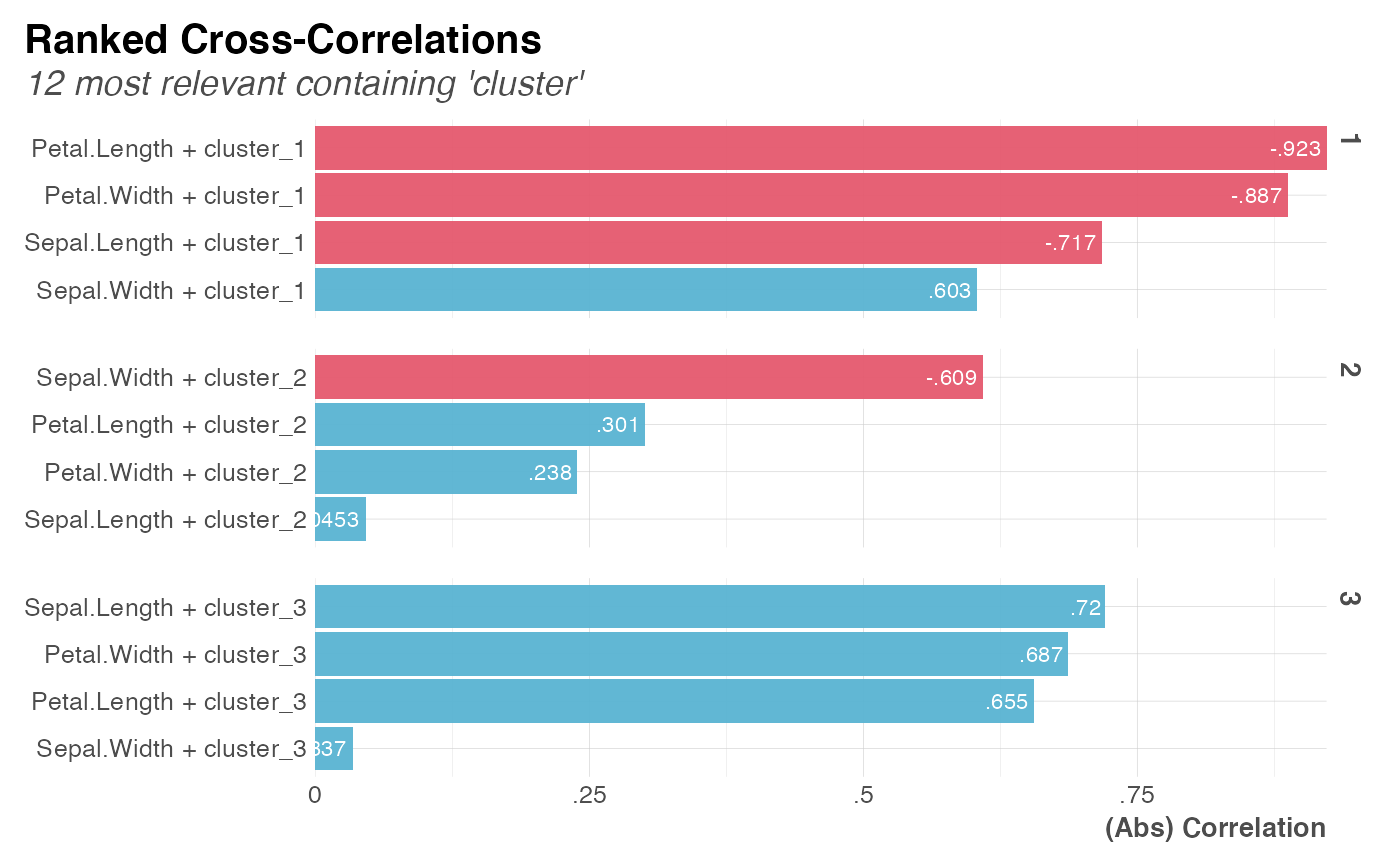 Ranked Cross-Correlations
12 most relevant containing 'cluster'
Petal.Length + cluster_1 -.923
Petal.Width + cluster_1 -.887
Sepal.Length + cluster_1 -.717
Sepal.Width + cluster_1 .603
1
Sepal.Width + cluster_2 -.609
Petal.Length + cluster_2 .301
Petal.Width + cluster_2 .238
Sepal.Length + cluster_2 0453
2
Sepal.Length + cluster_3 .72
Petal.Width + cluster_3 .687
Petal.Length + cluster_3 .655
Sepal.Width + cluster_3 337
3
0 .25 .5 .75
(Abs) Correlation